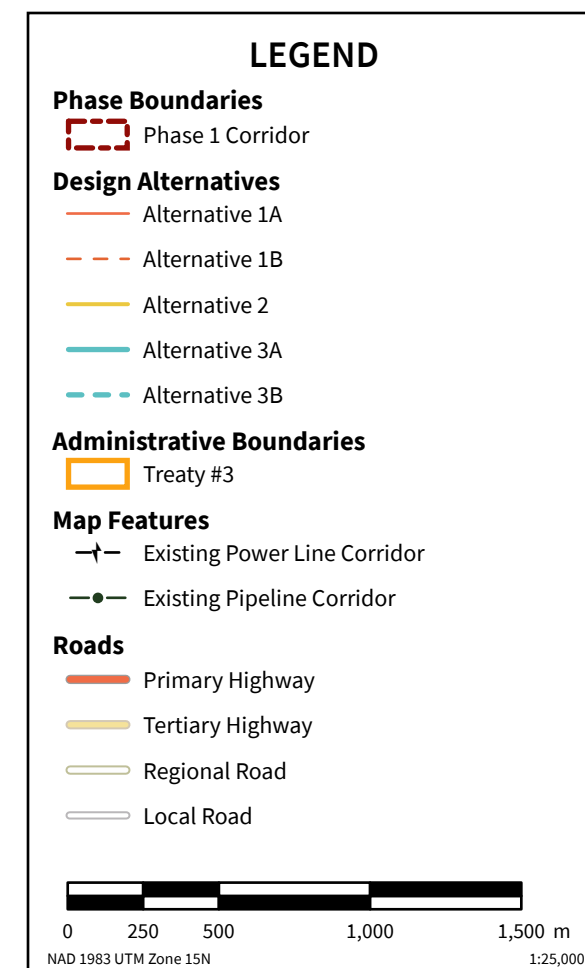 LEGEND
Phase Boundaries
Phase 1 Corridor
Design Alternatives
Alternative 1A
Alternative 1B
Alternative 2
Alternative 3A
Alternative 3B
Administrative Boundaries
Treaty #3
Map Features
Existing Power Line Corridor
Existing Pipeline Corridor
Roads
Primary Highway
Tertiary Highway
Regional Road
Local Road
0 250 500 1,000 1,500 m
NAD 1983 UTM Zone 15N 1:25,000